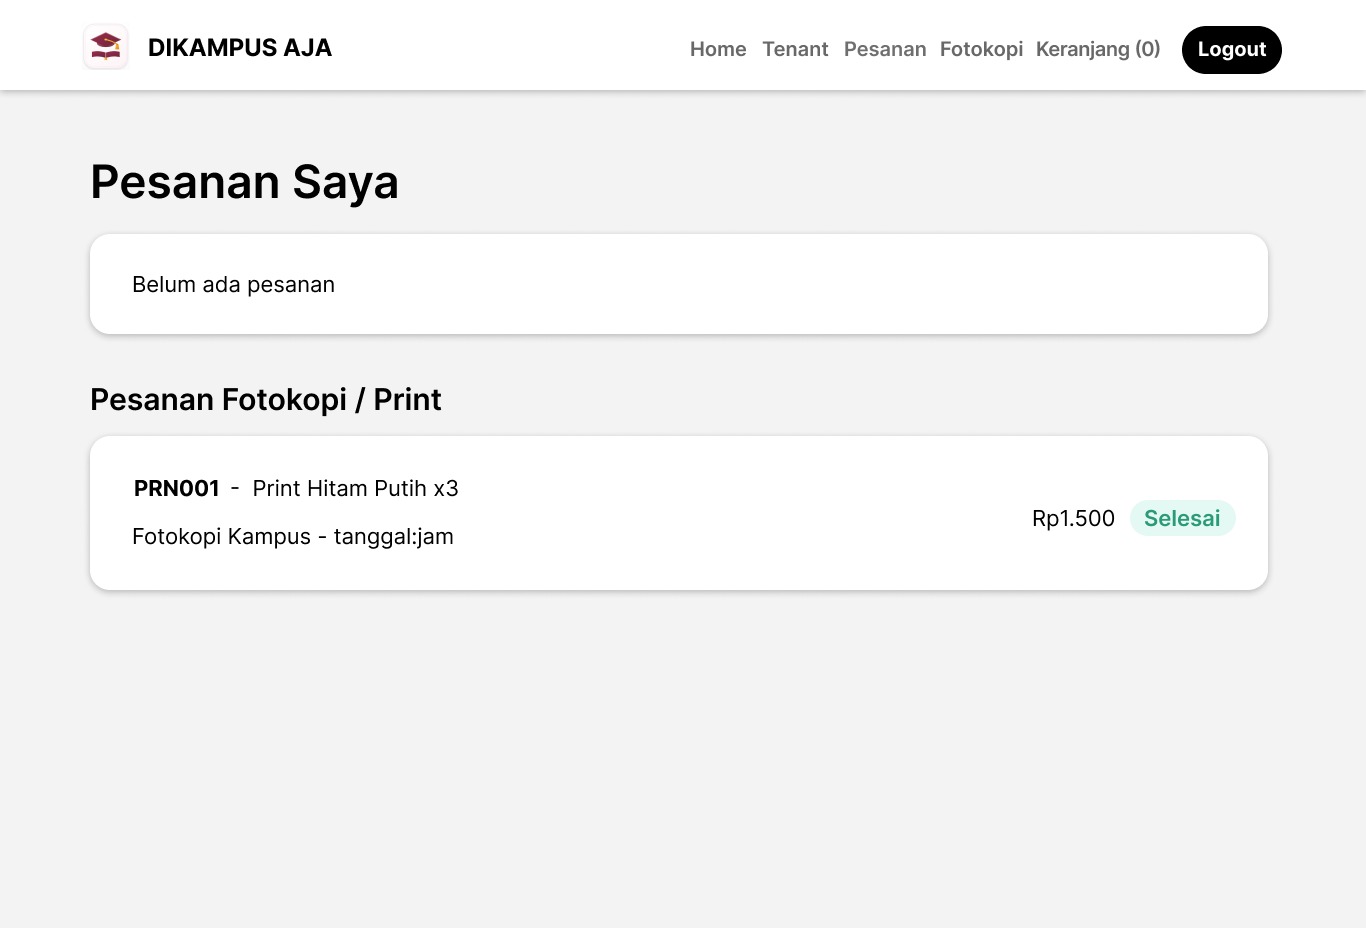 DIKAMPUS AJA
Home Tenant Pesanan Fotokopi Keranjang (0) Logout
Pesanan Saya
Belum ada pesanan
Pesanan Fotokopi / Print
PRN001 - Print Hitam Putih x3
Fotokopi Kampus - tanggal:jam
Rp1.500 Selesai